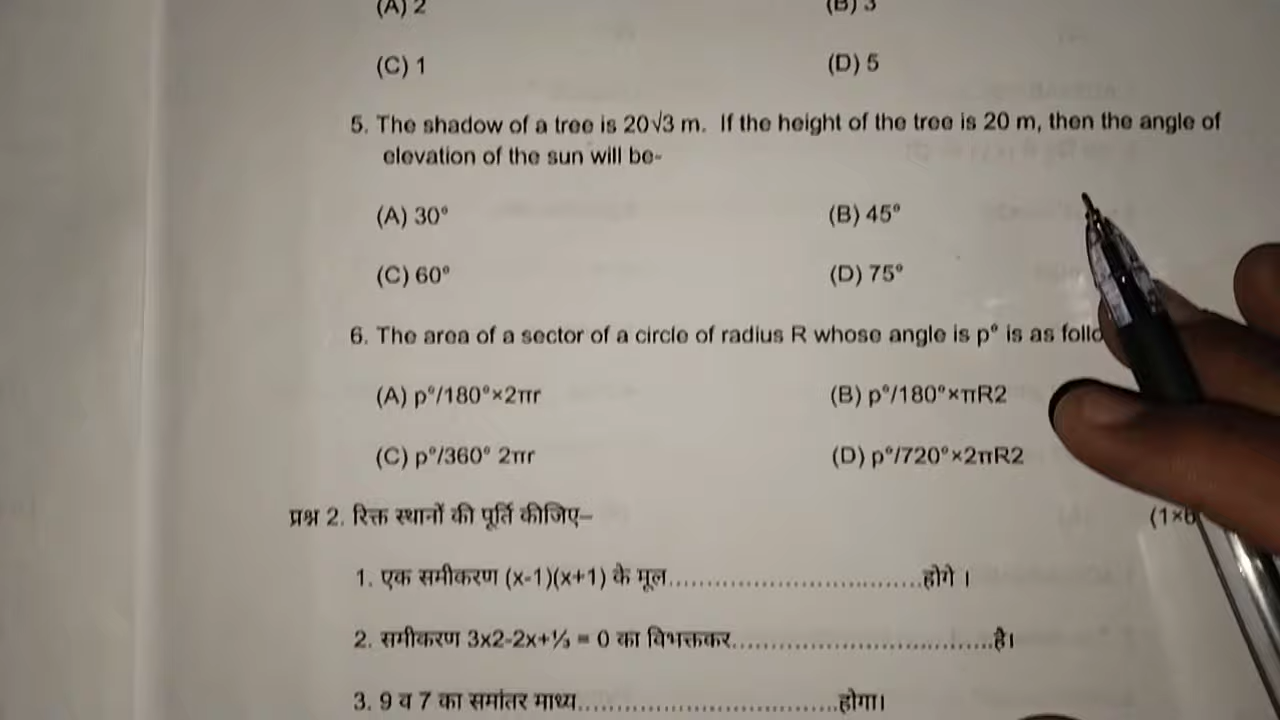 (A) 2 (B) 3
(C) 1 (D) 5
5. The shadow of a tree is 20√3 m. If the height of the tree is 20 m, then the angle of
elevation of the sun will be-
(A) 30° (B) 45°
(C) 60° (D) 75°
6. The area of a sector of a circle of radius R whose angle is p° is as follo
(A) p°/180°×2πr (B) p°/180°×πR2
(C) p°/360° 2πr (D) p°/720°×2πR2
प्रश्न 2. रिक्त स्थानों की पूर्ति कीजिए– (1×6
1. एक समीकरण (x-1)(x+1) के मूल................................होगे ।
2. समीकरण 3x2-2x+⅓ = 0 का विभक्तकर.................................है।
3. 9 व 7 का समांतर माध्य.................................होगा।